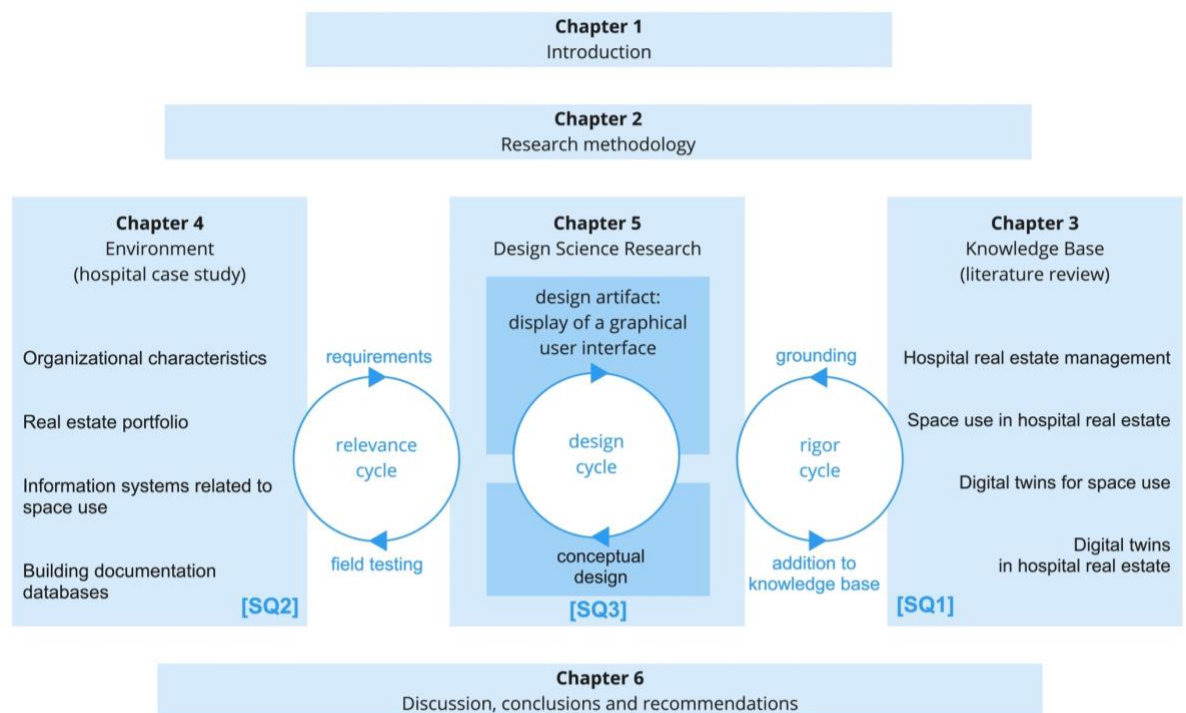 Chapter 1
Introduction
Chapter 2
Research methodology
Chapter 4
Environment
(hospital case study)
Organizational characteristics
Real estate portfolio
Information systems related to
space use
Building documentation
databases
[SQ2]
requirements
relevance
cycle
field testing
Chapter 5
Design Science Research
design artifact:
display of a graphical
user interface
design
cycle
conceptual
design
[SQ3]
grounding
rigor
cycle
addition to
knowledge base
Chapter 3
Knowledge Base
(literature review)
Hospital real estate management
Space use in hospital real estate
Digital twins for space use
Digital twins
in hospital real estate
[SQ1]
Chapter 6
Discussion, conclusions and recommendations